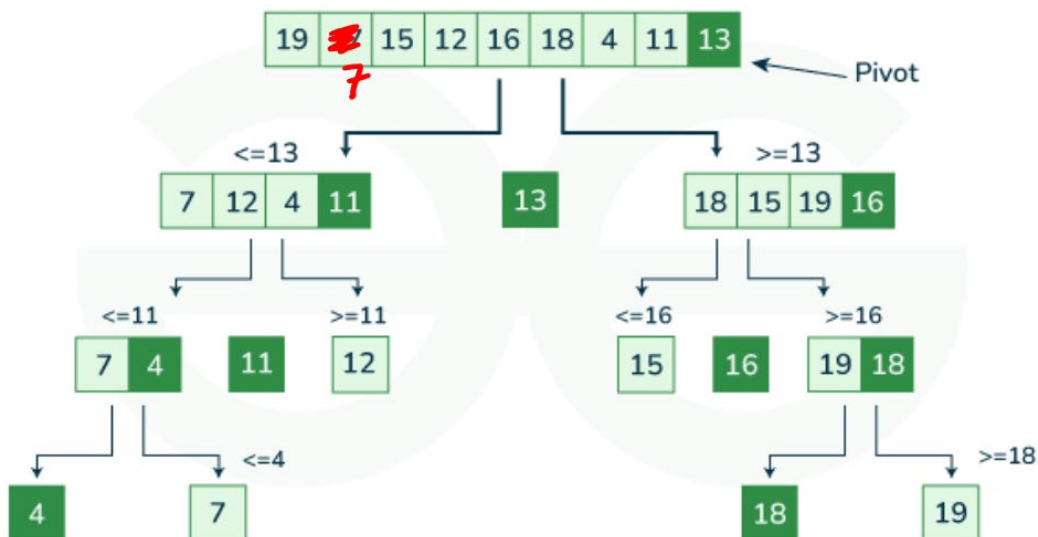 19 15 12 16 18 4 11 13
7
Pivot
<=13 >=13
7 12 4 11 13 18 15 19 16
<=11 >=11 <=16 >=16
7 4 11 12 15 16 19 18
<=4 >=18
4 7 18 19